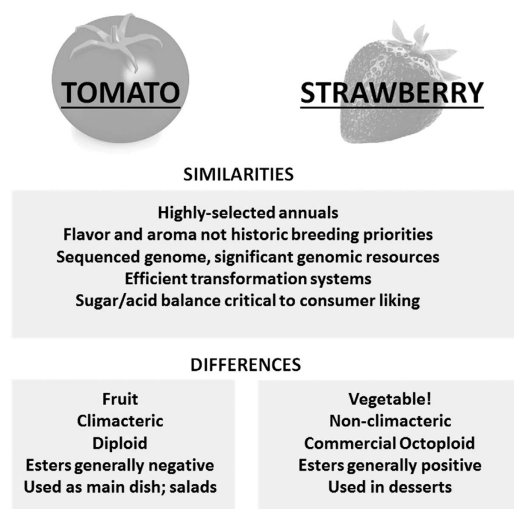 TOMATO
STRAWBERRY
SIMILARITIES
Highly-selected annuals
Flavor and aroma not historic breeding priorities
Sequenced genome, significant genomic resources
Efficient transformation systems
Sugar/acid balance critical to consumer liking
DIFFERENCES
Fruit
Climacteric
Diploid
Esters generally negative
Used as main dish; salads
Vegetable!
Non-climacteric
Commercial Octoploid
Esters generally positive
Used in desserts